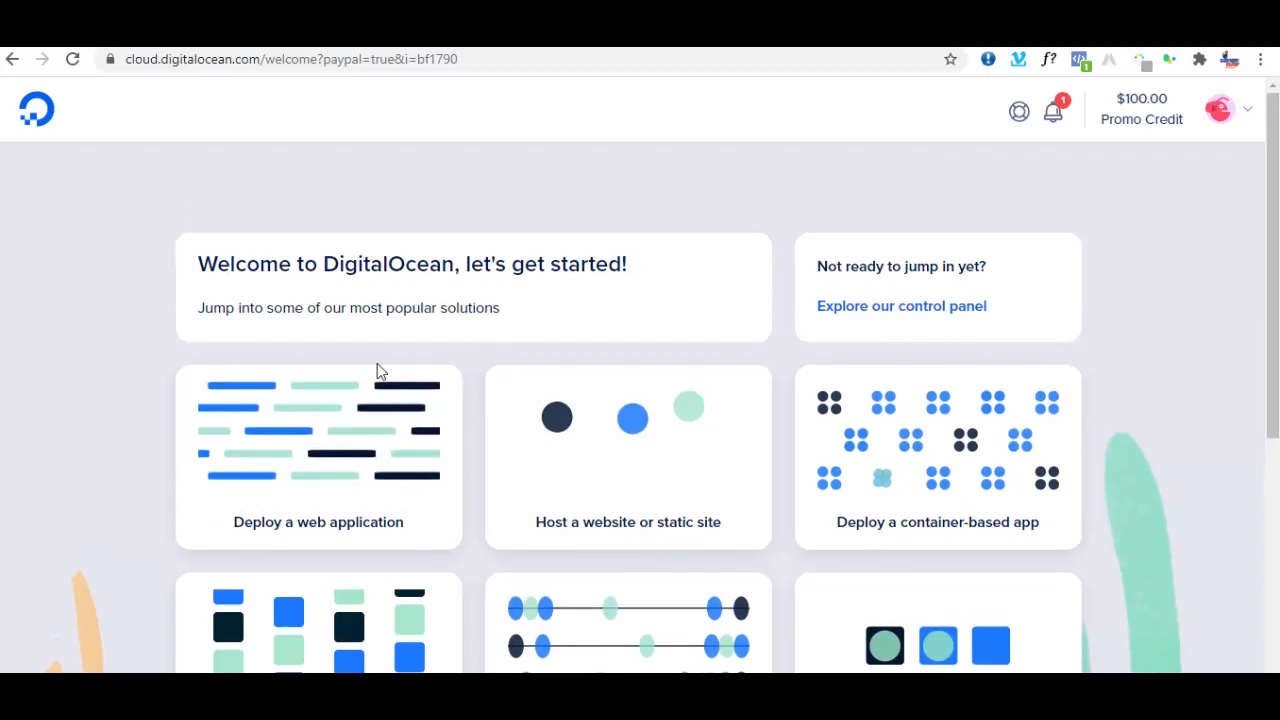 cloud.digitalocean.com/welcome?paypal=true&i=bf1790
f?
1
1
$100.00
Promo Credit
Welcome to DigitalOcean, let's get started!
Jump into some of our most popular solutions
Not ready to jump in yet?
Explore our control panel
Deploy a web application
Host a website or static site
Deploy a container-based app